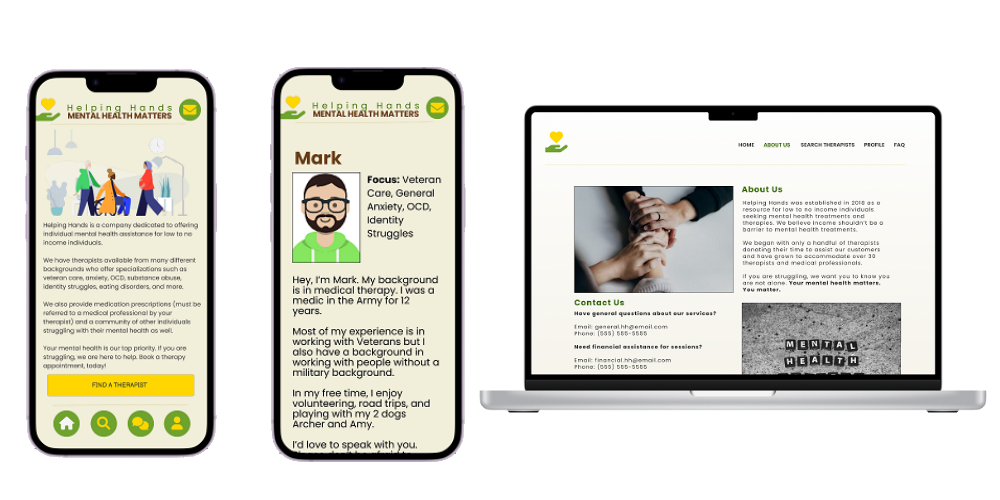 Helping Hands
MENTAL HEALTH MATTERS
Helping Hands is a company dedicated to offering
individual mental health assistance for low to no
income individuals.
We have therapists available from many different
backgrounds who offer specializations such as
veteran care, anxiety, OCD, substance abuse,
identity struggles, eating disorders, and more.
We also provide medication prescriptions (must be
referred to a medical professional by your
therapist) and a community of other individuals
struggling with their mental health as well.
Your mental health is our top priority. If you are
struggling, we are here to help. Book a therapy
appointment, today!
FIND A THERAPIST
Helping Hands
MENTAL HEALTH MATTERS
Mark
Focus: Veteran
Care, General
Anxiety, OCD,
Identity
Struggles
Hey, I'm Mark. My background
is in medical therapy. I was a
medic in the Army for 12
years.
Most of my experience is in
working with Veterans but I
also have a background in
working with people without a
military background.
In my free time, I enjoy
volunteering, road trips, and
playing with my 2 dogs
Archer and Amy.
I'd love to speak with you.
HOME ABOUT US SEARCH THERAPISTS PROFILE FAQ
About Us
Helping Hands was established in 2018 as a
resource for low to no income individuals
seeking mental health treatments and
therapies. We believe income shouldn't be a
barrier to mental health treatments.
We began with only a handful of therapists
donating their time to assist our customers
and have grown to accommodate over 30
therapists and medical professionals.
If you are struggling, we want you to know you
are not alone. Your mental health matters.
You matter.
Contact Us
Have general questions about our services?
Email: general.hh@email.com
Phone: (555) 555-5555
Need financial assistance for sessions?
Email: financial.hh@email.com
Phone: (555) 555-5555
MENTAL
HEALTH